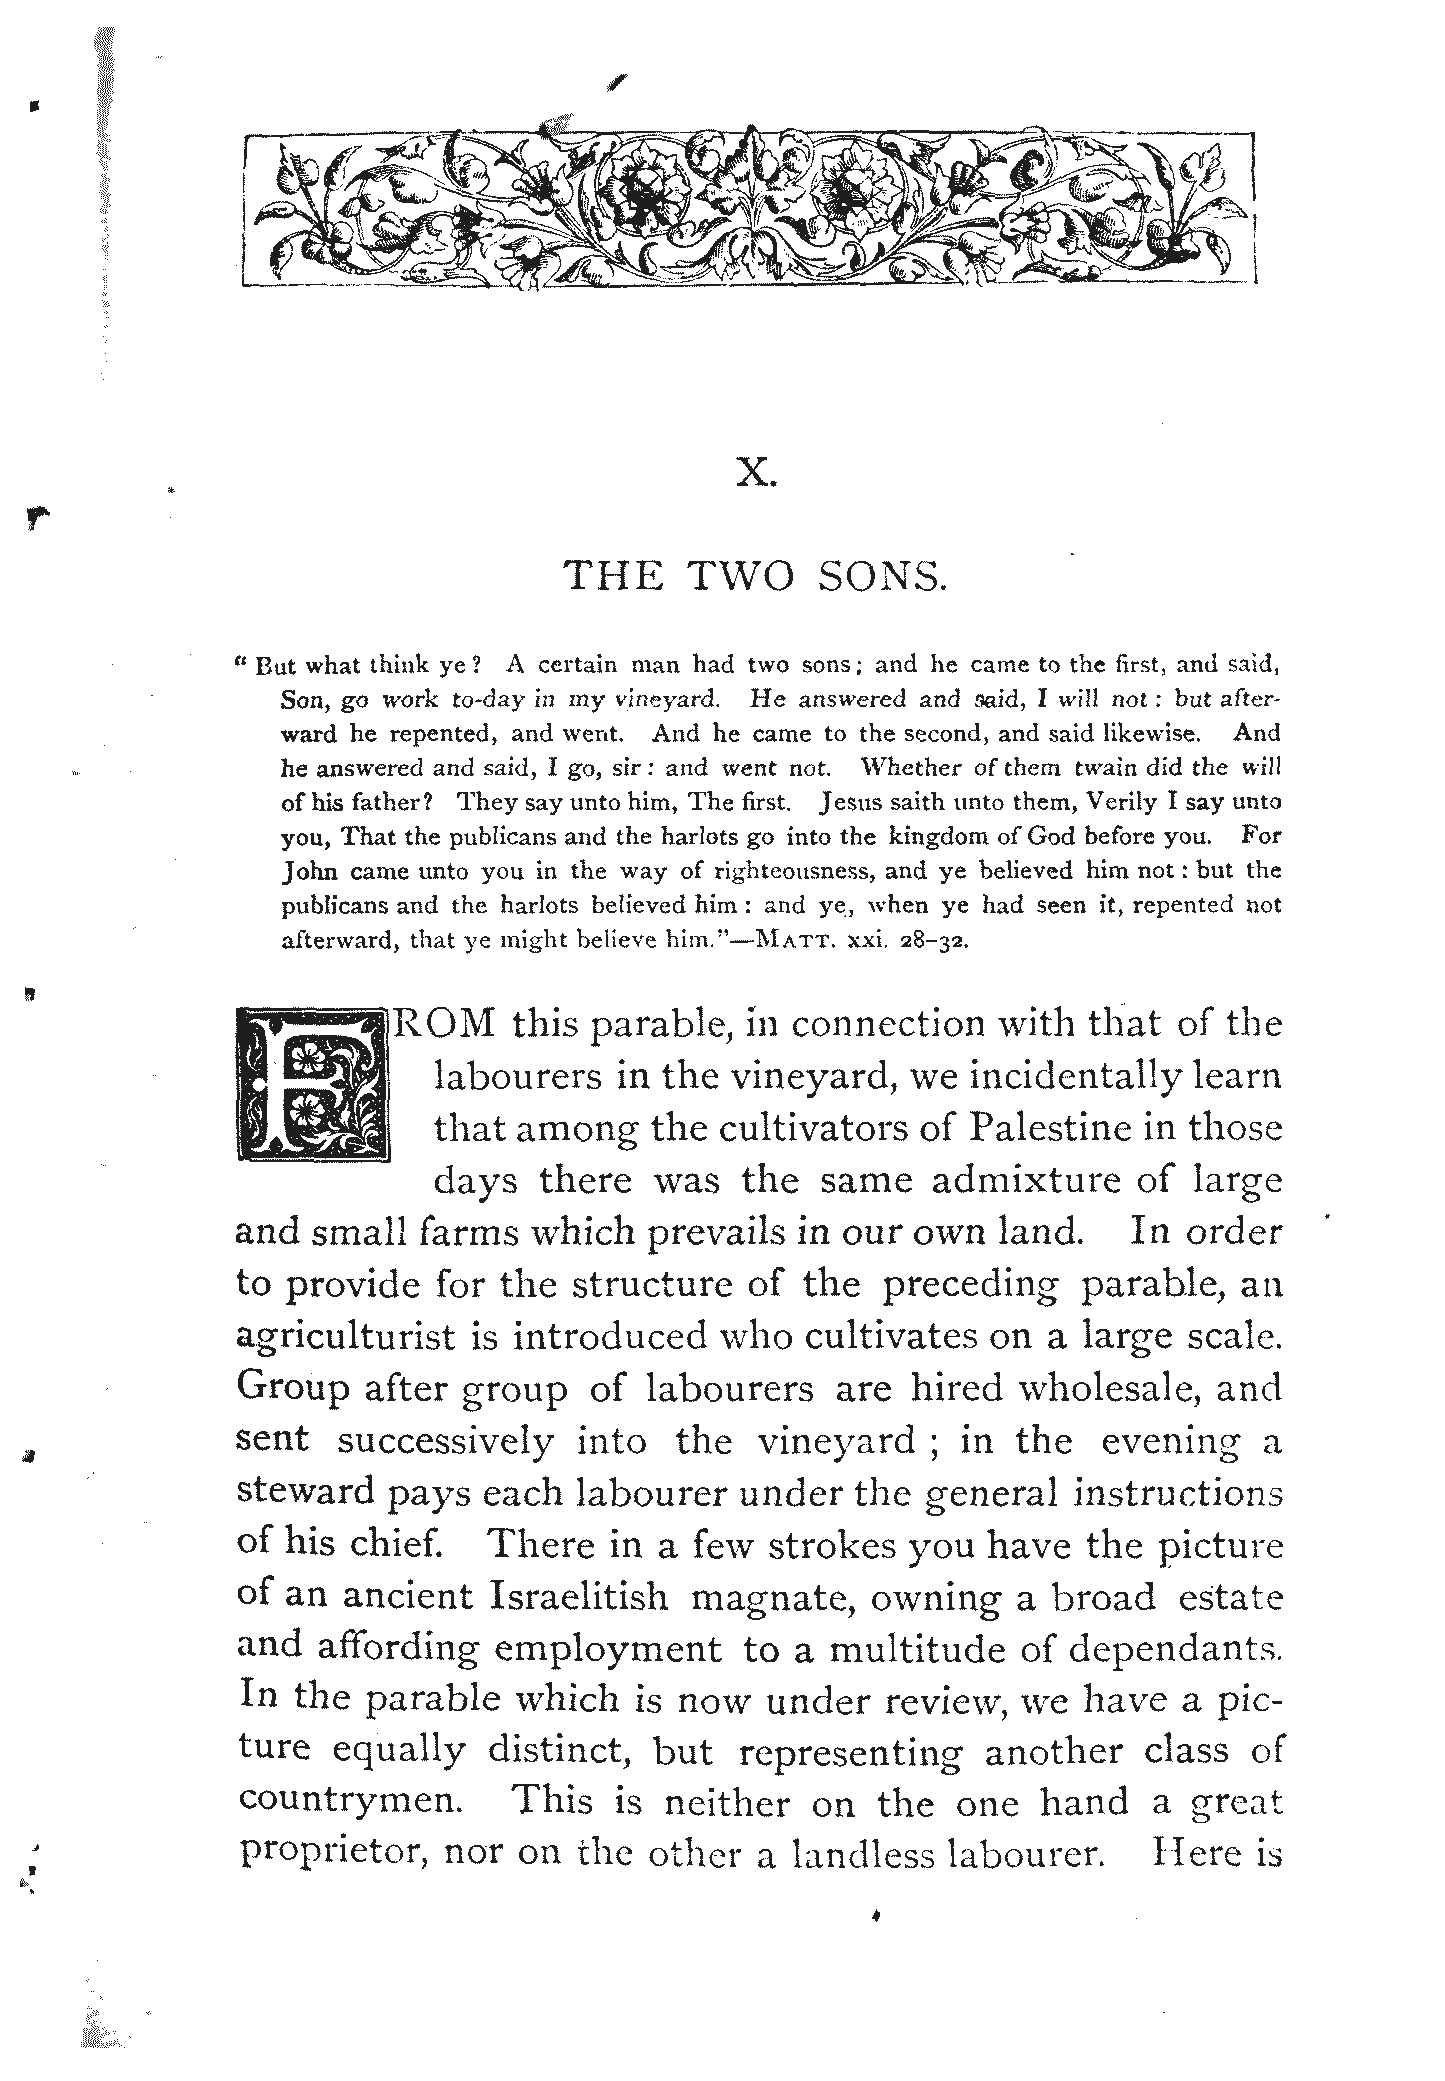 X.
THE TWO SONS.
“But what think ye? A certain man had two sons; and he came to the first, and said,
Son, go work to-day in my vineyard. He answered and said, I will not: but after-
ward he repented, and went. And he came to the second, and said likewise. And
he answered and said, I go, sir: and went not. Whether of them twain did the will
of his father? They say unto him, The first. Jesus saith unto them, Verily I say unto
you, That the publicans and the harlots go into the kingdom of God before you. For
John came unto you in the way of righteousness, and ye believed him not: but the
publicans and the harlots believed him: and ye, when ye had seen it, repented not
afterward, that ye might believe him.”—MATT. xxi. 28–32.
FROM this parable, in connection with that of the
labourers in the vineyard, we incidentally learn
that among the cultivators of Palestine in those
days there was the same admixture of large
and small farms which prevails in our own land. In order
to provide for the structure of the preceding parable, an
agriculturist is introduced who cultivates on a large scale.
Group after group of labourers are hired wholesale, and
sent successively into the vineyard; in the evening a
steward pays each labourer under the general instructions
of his chief. There in a few strokes you have the picture
of an ancient Israelitish magnate, owning a broad estate
and affording employment to a multitude of dependants.
In the parable which is now under review, we have a pic-
ture equally distinct, but representing another class of
countrymen. This is neither on the one hand a great
proprietor, nor on the other a landless labourer. Here is